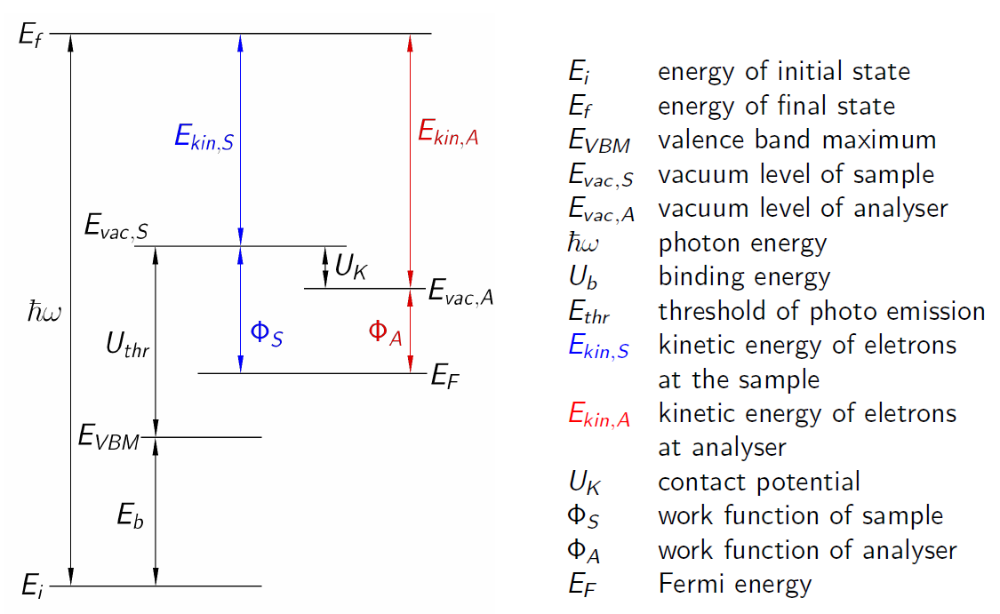 E_f
E_kin,S
E_kin,A
E_vac,S
U_K
E_vac,A
ħω
U_thr
Φ_S
Φ_A
E_F
E_VBM
E_b
E_i
E_i energy of initial state
E_f energy of final state
E_VBM valence band maximum
E_vac,S vacuum level of sample
E_vac,A vacuum level of analyser
ħω photon energy
U_b binding energy
E_thr threshold of photo emission
E_kin,S kinetic energy of eletrons
at the sample
E_kin,A kinetic energy of eletrons
at analyser
U_K contact potential
Φ_S work function of sample
Φ_A work function of analyser
E_F Fermi energy